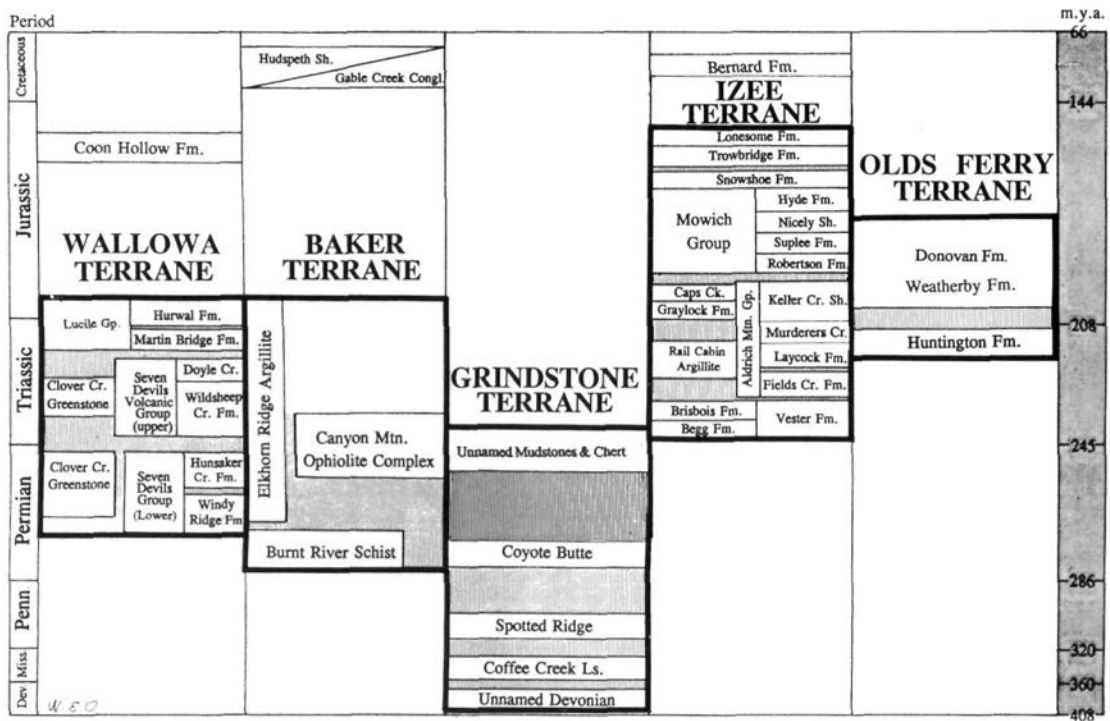 Period
m.y.a.
Cretaceous
Jurassic
Triassic
Permian
Penn.
Miss.
Dev
66
144
208
245
286
320
360
408
WALLOWA
TERRANE
Coon Hollow Fm.
Lucile Gp.
Hurwal Fm.
Martin Bridge Fm.
Clover Cr.
Greenstone
Seven
Devils
Volcanic
Group
(upper)
Doyle Cr.
Wildsheep
Cr. Fm.
Clover Cr.
Greenstone
Seven
Devils
Group
(Lower)
Hunsaker
Cr. Fm.
Windy
Ridge Fm
BAKER
TERRANE
Hudspeth Sh.
Gable Creek Congl.
Elkhorn Ridge Argillite
Canyon Mtn.
Ophiolite Complex
Burnt River Schist
GRINDSTONE
TERRANE
Unnamed Mudstones & Chert
Coyote Butte
Spotted Ridge
Coffee Creek Ls.
Unnamed Devonian
Bernard Fm.
IZEE
TERRANE
Lonesome Fm.
Trowbridge Fm.
Snowshoe Fm.
Mowich
Group
Hyde Fm.
Nicely Sh.
Suplee Fm.
Robertson Fm.
Caps Ck.
Graylock Fm.
Rail Cabin
Argillite
Aldrich Mtn. Gp.
Keller Cr. Sh.
Murderers Cr.
Laycock Fm.
Fields Cr. Fm.
Brisbois Fm.
Begg Fm.
Vester Fm.
OLDS FERRY
TERRANE
Donovan Fm.
Weatherby Fm.
Huntington Fm.
W.E.O